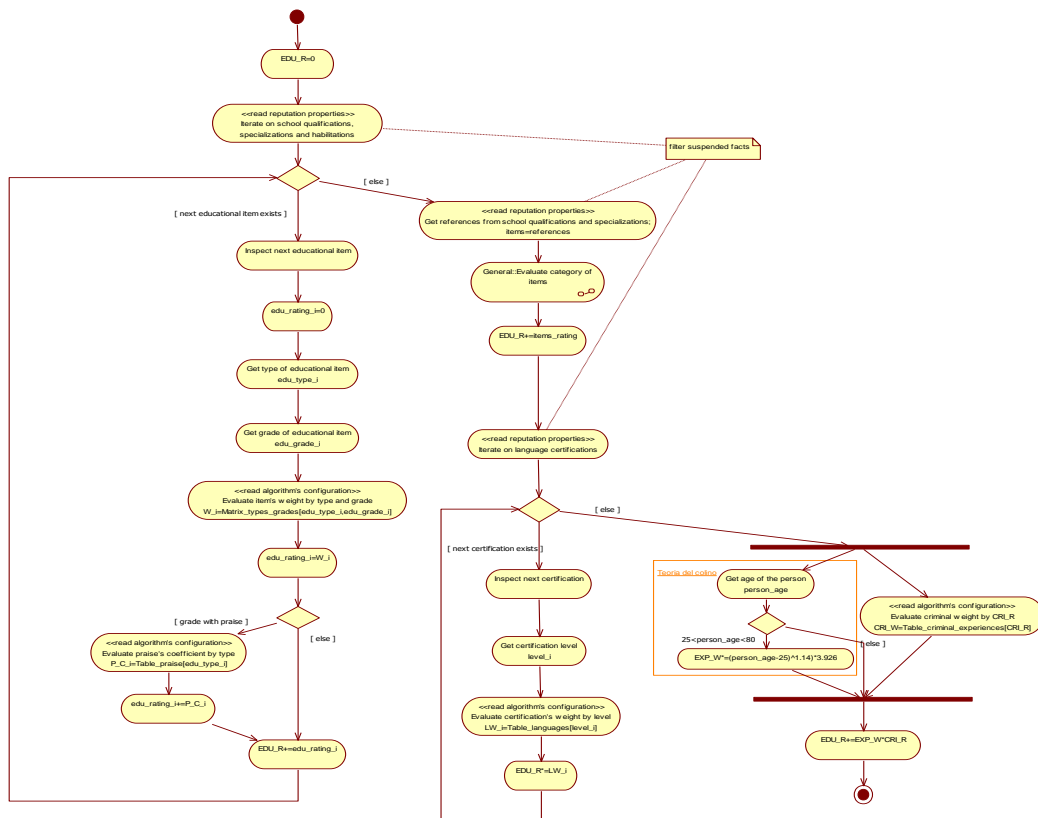 EDU_R=0
<<read reputation properties>>
Iterate on school qualifications,
specializations and habilitations
filter suspended facts
[ else ]
[ next educational item exists ]
<<read reputation properties>>
Get references from school qualifications and specializations;
items=references
Inspect next educational item
General::Evaluate category of
items
edu_rating_i=0
EDU_R+=items_rating
Get type of educational item
edu_type_i
Get grade of educational item
edu_grade_i
<<read reputation properties>>
Iterate on language certifications
<<read algorithm's configuration>>
Evaluate item's weight by type and grade
W_i=Matrix_types_grades[edu_type_i,edu_grade_i]
[ else ]
[ next certification exists ]
edu_rating_i=W_i
Inspect next certification
Teoria del colino
Get age of the person
person_age
<<read algorithm's configuration>>
Evaluate criminal weight by CRI_R
CRI_W=Table_criminal_experiences[CRI_R]
[ grade with praise ]
[ else ]
25<person_age<80
[ else ]
<<read algorithm's configuration>>
Evaluate praise's coefficient by type
P_C_i=Table_praise[edu_type_i]
Get certification level
level_i
EXP_W*=(person_age-25)^1.14)*3.926
edu_rating_i+=P_C_i
<<read algorithm's configuration>>
Evaluate certification's weight by level
LW_i=Table_languages[level_i]
EDU_R+=edu_rating_i
EDU_R+=EXP_W*CRI_R
EDU_R*=LW_i